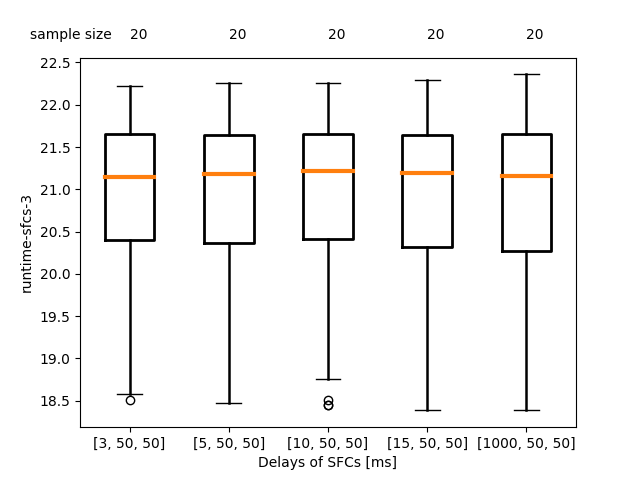 sample size 20 20 20 20 20
22.5
22.0
21.5
21.0
20.5
20.0
19.5
19.0
18.5
runtime-sfcs-3
[3, 50, 50] [5, 50, 50] [10, 50, 50] [15, 50, 50] [1000, 50, 50]
Delays of SFCs [ms]